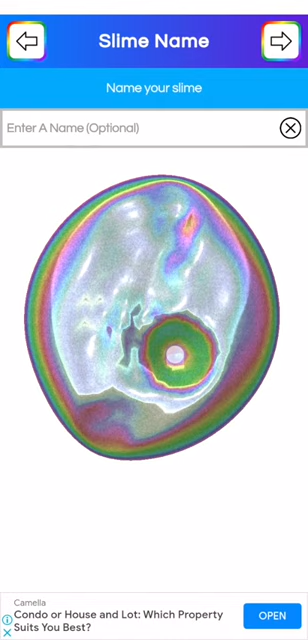 Slime Name
Name your slime
Enter A Name (Optional)
Camella
Condo or House and Lot: Which Property
Suits You Best?
OPEN